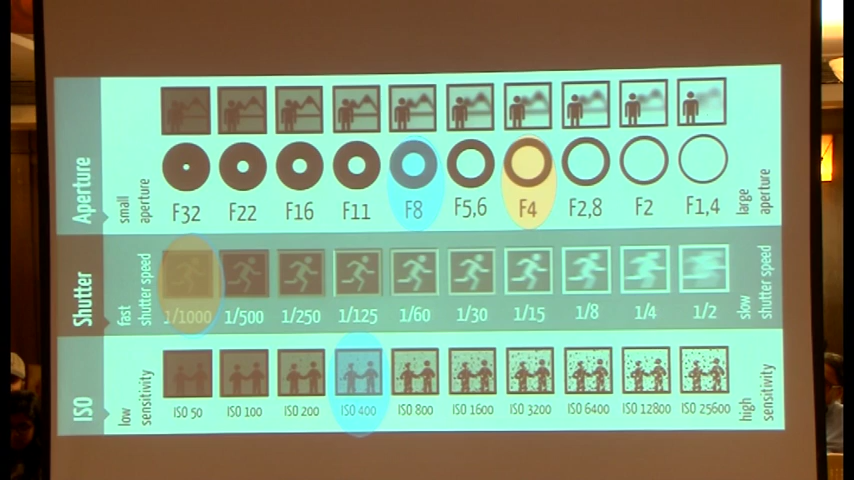 Aperture
small aperture
F32 F22 F16 F11 F8 F5,6 F4 F2,8 F2 F1,4
large aperture
Shutter
fast shutter speed
1/1000 1/500 1/250 1/125 1/60 1/30 1/15 1/8 1/4 1/2
slow shutter speed
ISO
low sensitivity
ISO 50 ISO 100 ISO 200 ISO 400 ISO 800 ISO 1600 ISO 3200 ISO 6400 ISO 12800 ISO 25600
high sensitivity